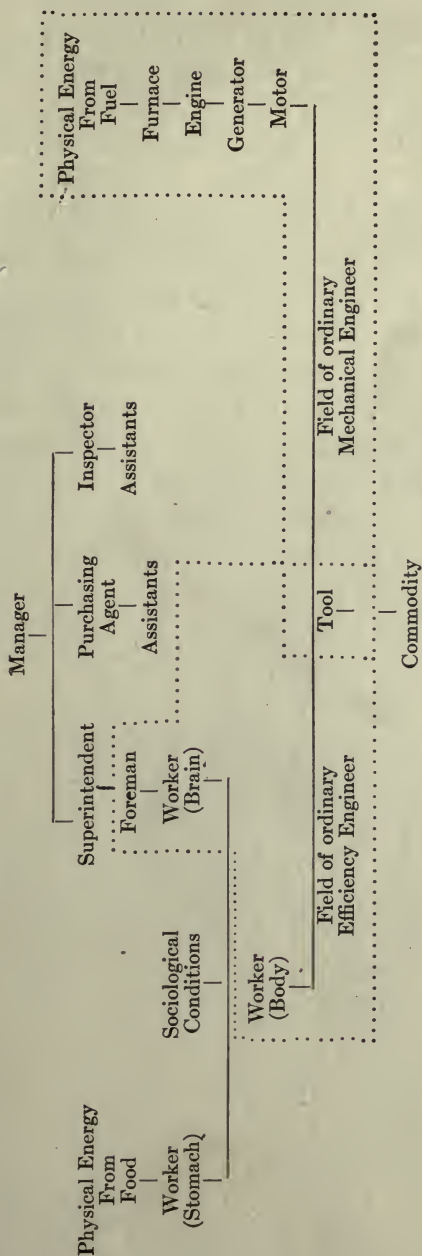 Manager
Superintendent
Purchasing
Agent
Inspector
Foreman
Assistants
Assistants
Worker
(Brain)
Physical Energy
From
Food
Worker
(Stomach)
Sociological
Conditions
Worker
(Body)
Physical Energy
From
Fuel
Furnace
Engine
Generator
Motor
Field of ordinary
Efficiency Engineer
Tool
Field of ordinary
Mechanical Engineer
Commodity